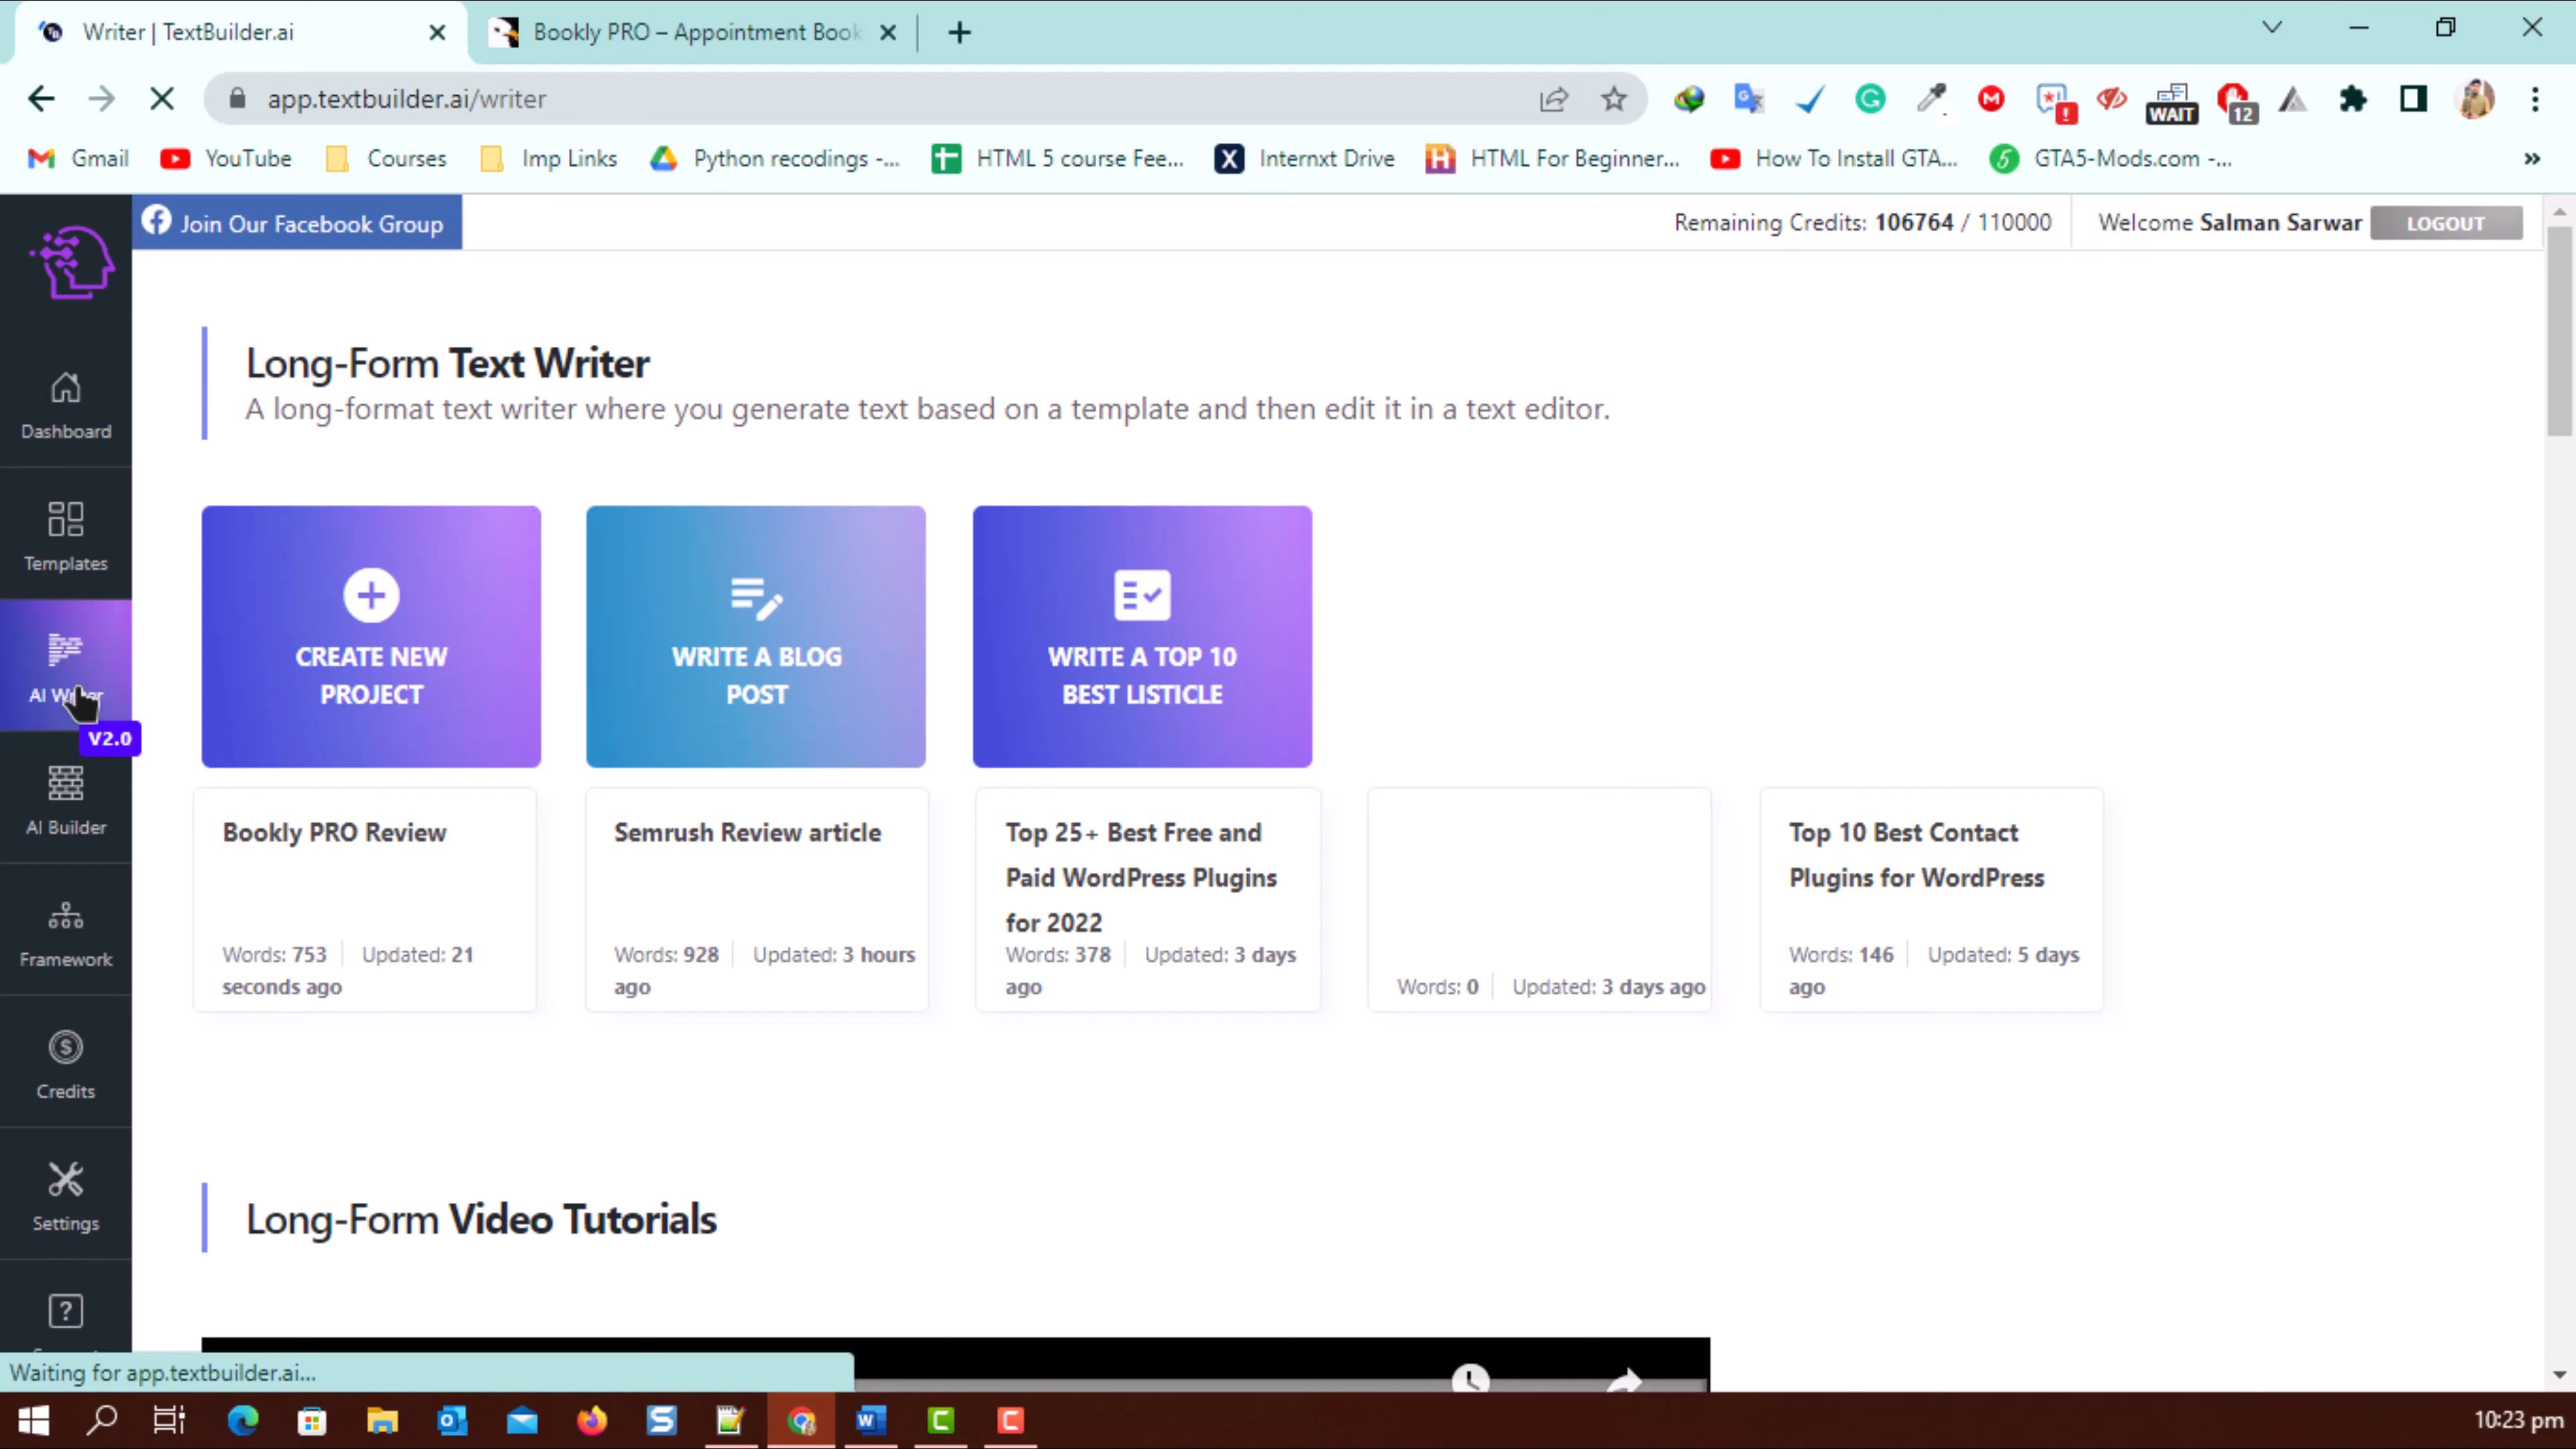 Writer | TextBuilder.ai
Bookly PRO – Appointment Book
app.textbuilder.ai/writer
WAIT
12
Gmail
YouTube
Courses
Imp Links
Python recodings -...
HTML 5 course Fee...
Internxt Drive
HTML For Beginner...
How To Install GTA...
GTA5-Mods.com -...
Join Our Facebook Group
Remaining Credits: 106764 / 110000
Welcome Salman Sarwar
LOGOUT
Dashboard
Templates
AI Writer
V2.0
AI Builder
Framework
Credits
Settings
Long-Form Text Writer
A long-format text writer where you generate text based on a template and then edit it in a text editor.
CREATE NEW
PROJECT
WRITE A BLOG
POST
WRITE A TOP 10
BEST LISTICLE
Bookly PRO Review
Words: 753
Updated: 21
seconds ago
Semrush Review article
Words: 928
Updated: 3 hours
ago
Top 25+ Best Free and
Paid WordPress Plugins
for 2022
Words: 378
Updated: 3 days
ago
Words: 0
Updated: 3 days ago
Top 10 Best Contact
Plugins for WordPress
Words: 146
Updated: 5 days
ago
Long-Form Video Tutorials
Waiting for app.textbuilder.ai...
10:23 pm